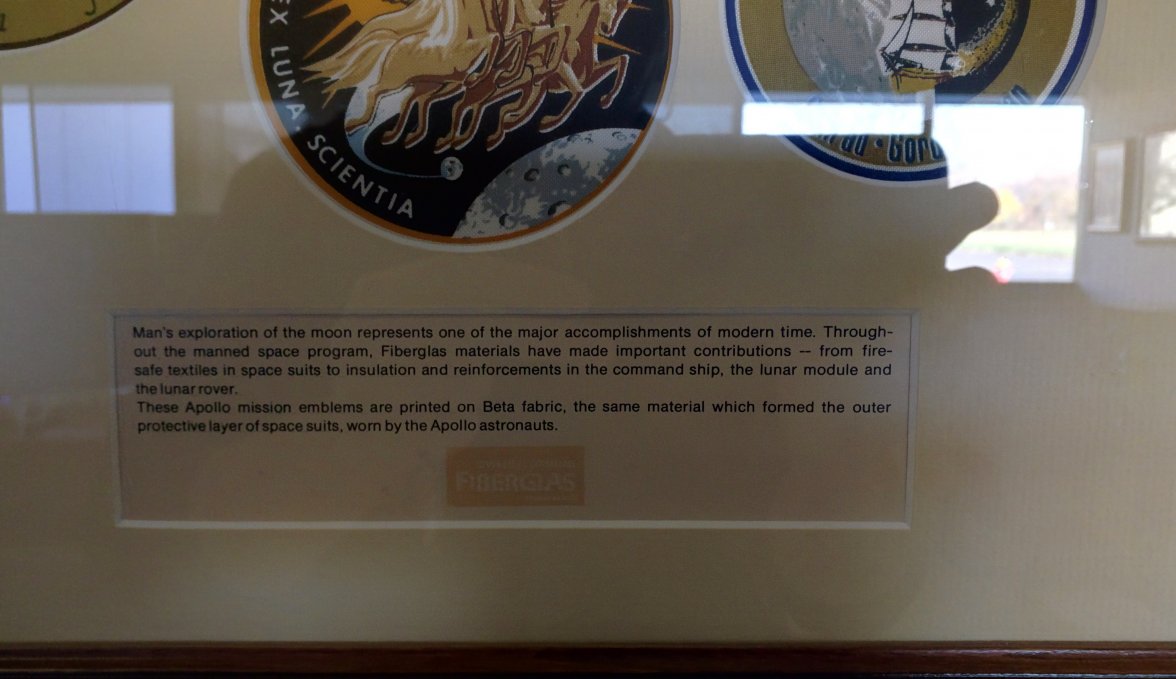 EX LUNA, SCIENTIA
Gord
Man's exploration of the moon represents one of the major accomplishments of modern time. Through-
out the manned space program, Fiberglas materials have made important contributions -- from fire-
safe textiles in space suits to insulation and reinforcements in the command ship, the lunar module and
the lunar rover.
These Apollo mission emblems are printed on Beta fabric, the same material which formed the outer
protective layer of space suits, worn by the Apollo astronauts.
FIBERGLAS